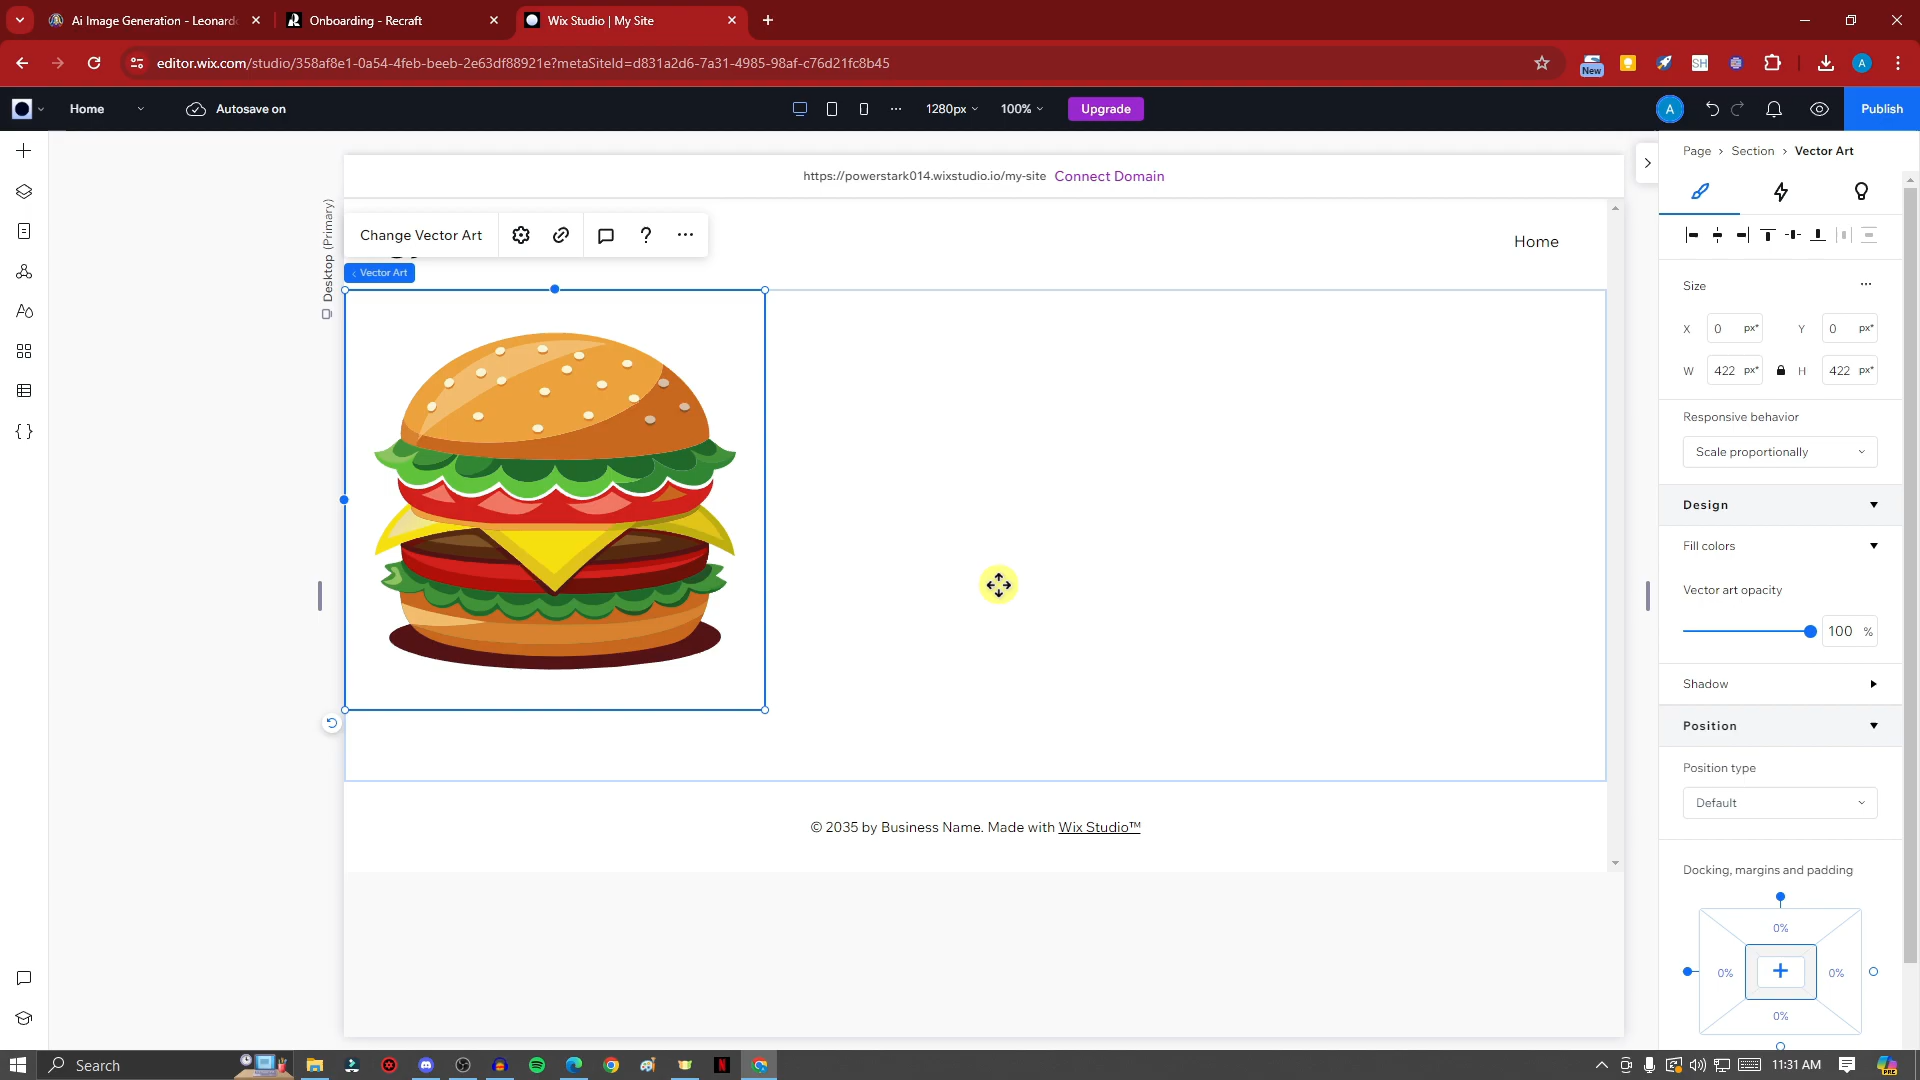 Ai Image Generation - Leonardo
Onboarding - Recraft
Wix Studio | My Site
editor.wix.com/studio/358af8e1-0a54-4feb-beeb-2e63df88921e?metaSiteId=d831a2d6-7a31-4985-98af-c76d21fc8b45
New
SH
A
Home
Autosave on
1280px
100%
Upgrade
A
Publish
https://powerstark014.wixstudio.io/my-site Connect Domain
Desktop (Primary)
Change Vector Art
Vector Art
Home
© 2035 by Business Name. Made with Wix Studio™
Page > Section > Vector Art
Size
X 0 px* Y 0 px*
W 422 px* H 422 px*
Responsive behavior
Scale proportionally
Design
Fill colors
Vector art opacity
100 %
Shadow
Position
Position type
Default
Docking, margins and padding
0%
0% 0%
0%
Search
11:31 AM
PRE